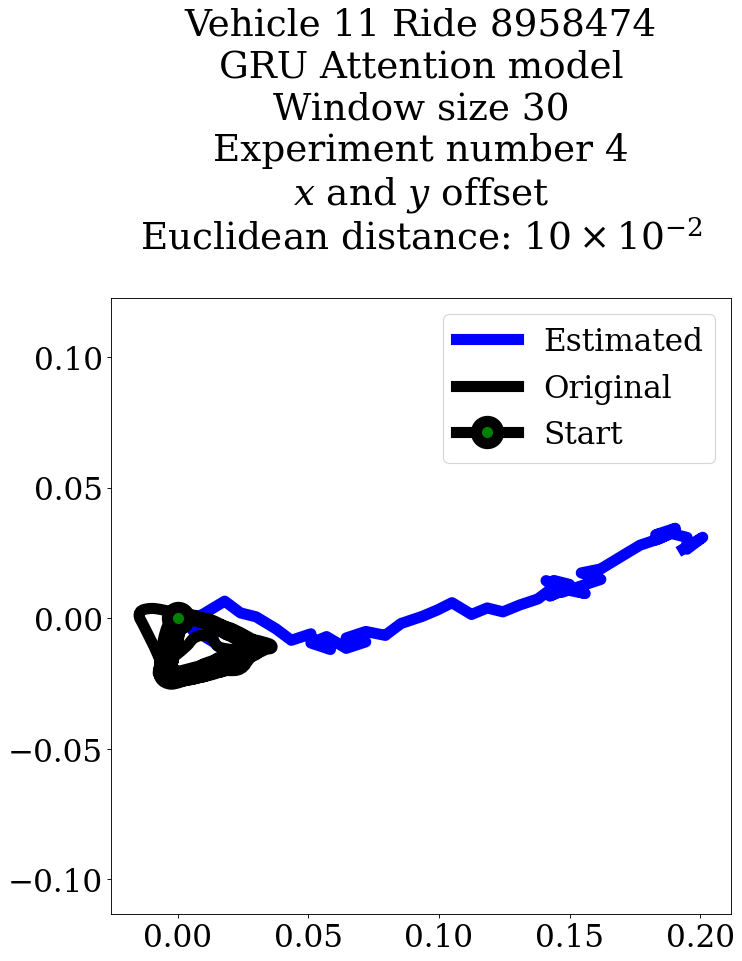 Vehicle 11 Ride 8958474
GRU Attention model
Window size 30
Experiment number 4
x and y offset
Euclidean distance: 10 × 10⁻²
Estimated
Original
Start
0.10
0.05
0.00
−0.05
−0.10
0.00 0.05 0.10 0.15 0.20